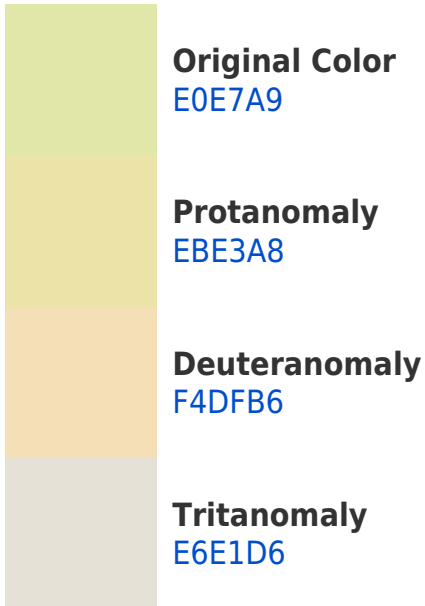 Original Color
E0E7A9
Protanomaly
EBE3A8
Deuteranomaly
F4DFB6
Tritanomaly
E6E1D6